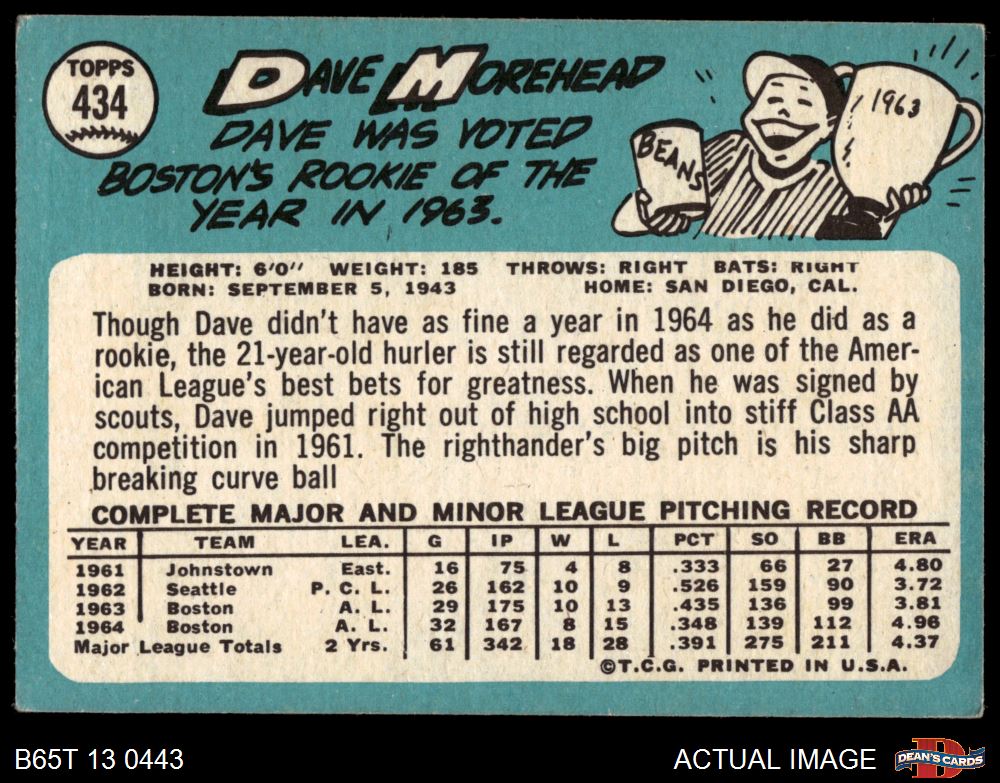 TOPPS
434
DAVE MOREHEAD
DAVE WAS VOTED
BOSTON'S ROOKIE OF THE
YEAR IN 1963.
BEANS
1963
HEIGHT: 6'0" WEIGHT: 185 THROWS: RIGHT BATS: RIGHT
BORN: SEPTEMBER 5, 1943 HOME: SAN DIEGO, CAL.
Though Dave didn't have as fine a year in 1964 as he did as a
rookie, the 21-year-old hurler is still regarded as one of the Amer-
ican League's best bets for greatness. When he was signed by
scouts, Dave jumped right out of high school into stiff Class AA
competition in 1961. The righthander's big pitch is his sharp
breaking curve ball
COMPLETE MAJOR AND MINOR LEAGUE PITCHING RECORD
YEAR TEAM LEA. G IP W L PCT SO BB ERA
1961 Johnstown East. 16 75 4 8 .333 66 27 4.80
1962 Seattle P. C. L. 26 162 10 9 .526 159 90 3.72
1963 Boston A. L. 29 175 10 13 .435 136 99 3.81
1964 Boston A. L. 32 167 8 15 .348 139 112 4.96
Major League Totals 2 Yrs. 61 342 18 28 .391 275 211 4.37
©T.C.G. PRINTED IN U.S.A.
B65T 13 0443
ACTUAL IMAGE
D
DEAN'S CARDS